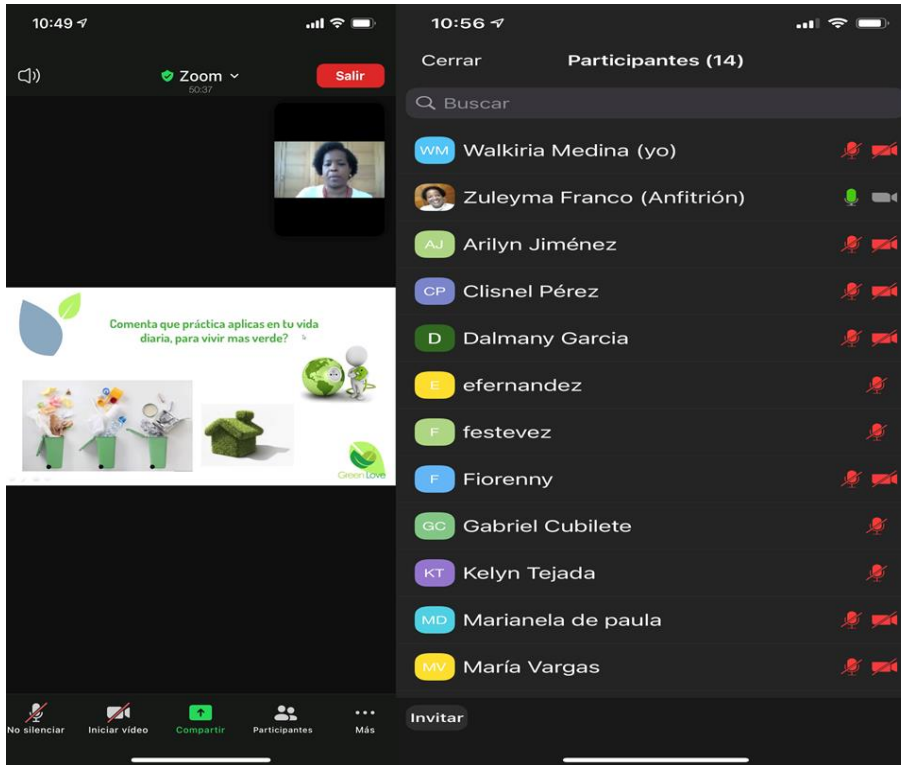 10:49
Zoom
50:37
Salir
Comenta que práctica aplicas en tu vida
diaria, para vivir mas verde?
Green Love
No silenciar
Iniciar vídeo
Compartir
Participantes
Más
10:56
Cerrar
Participantes (14)
Buscar
WM Walkiria Medina (yo)
Zuleyma Franco (Anfitrión)
AJ Arilyn Jiménez
CP Clisnel Pérez
D Dalmany Garcia
E efernandez
F festevez
F Fiorenny
GC Gabriel Cubilete
KT Kelyn Tejada
MD Marianela de paula
MV María Vargas
Invitar